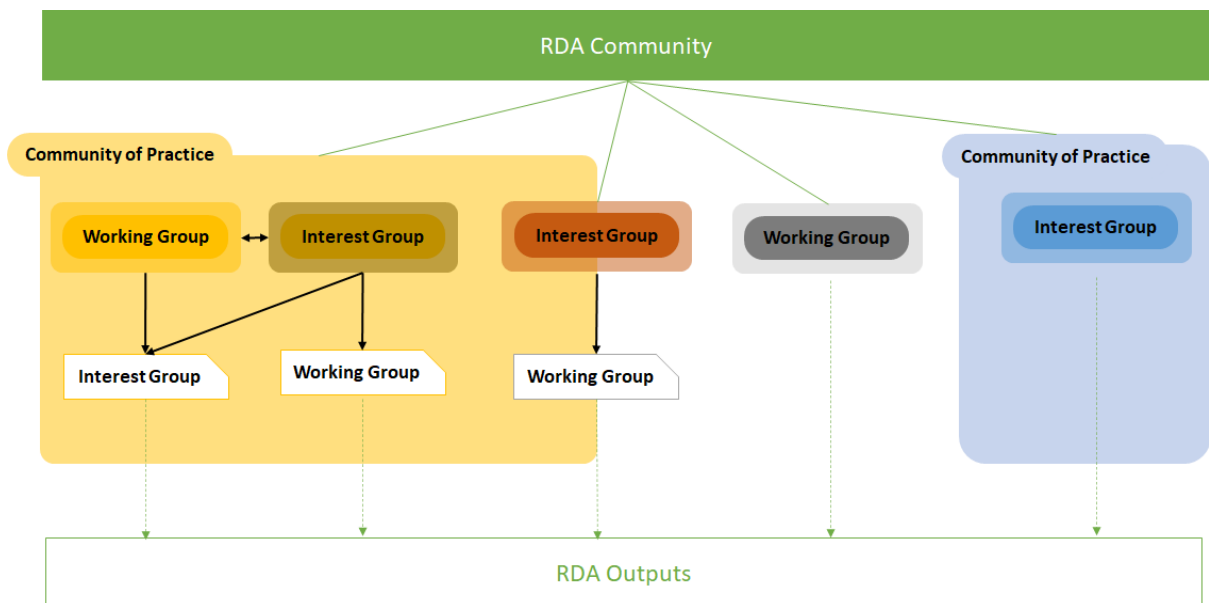 RDA Community
Community of Practice
Community of Practice
Working Group
Interest Group
Interest Group
Working Group
Interest Group
Interest Group
Working Group
Working Group
RDA Outputs